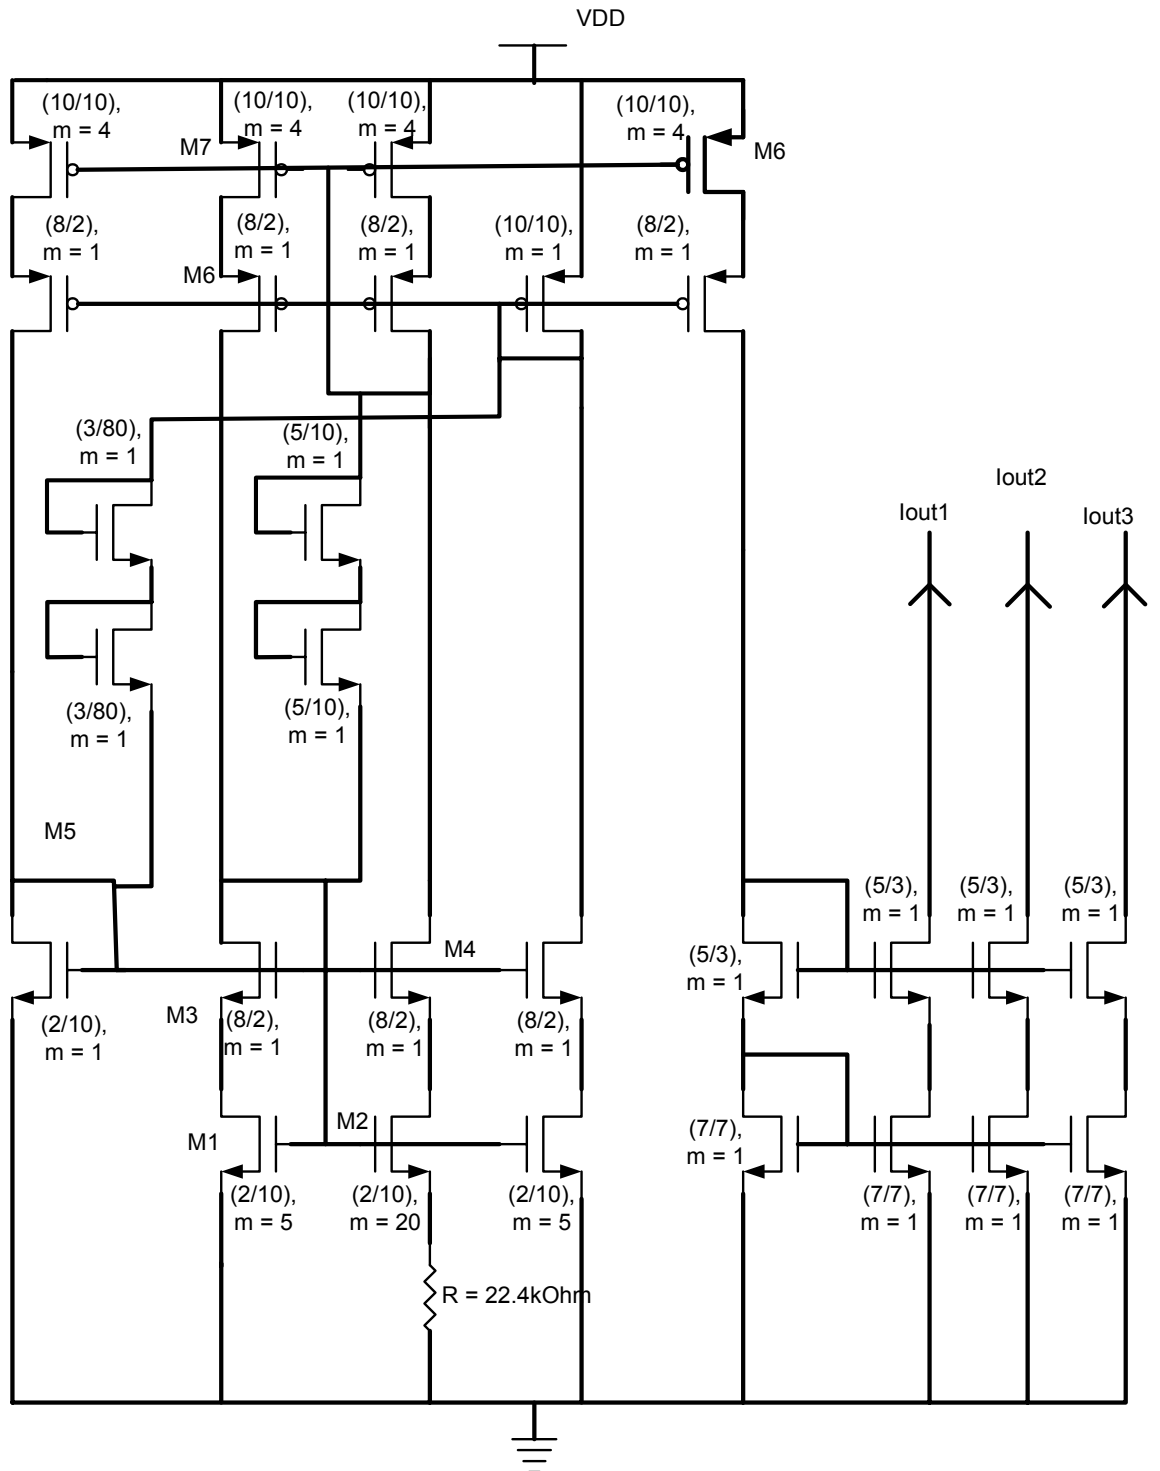 VDD
(10/10),
m = 4
(10/10),
m = 4
(10/10),
m = 4
(10/10),
m = 4
M7
M6
(8/2),
m = 1
(8/2),
m = 1
(8/2),
m = 1
(10/10),
m = 1
(8/2),
m = 1
M6
(3/80),
m = 1
(5/10),
m = 1
Iout1
Iout2
Iout3
(3/80),
m = 1
(5/10),
m = 1
M5
(5/3),
m = 1
(5/3),
m = 1
(5/3),
m = 1
M4
(5/3),
m = 1
M3
(2/10),
m = 1
(8/2),
m = 1
(8/2),
m = 1
(8/2),
m = 1
M1
M2
(7/7),
m = 1
(2/10),
m = 5
(2/10),
m = 20
(2/10),
m = 5
(7/7),
m = 1
(7/7),
m = 1
(7/7),
m = 1
R = 22.4kOhm